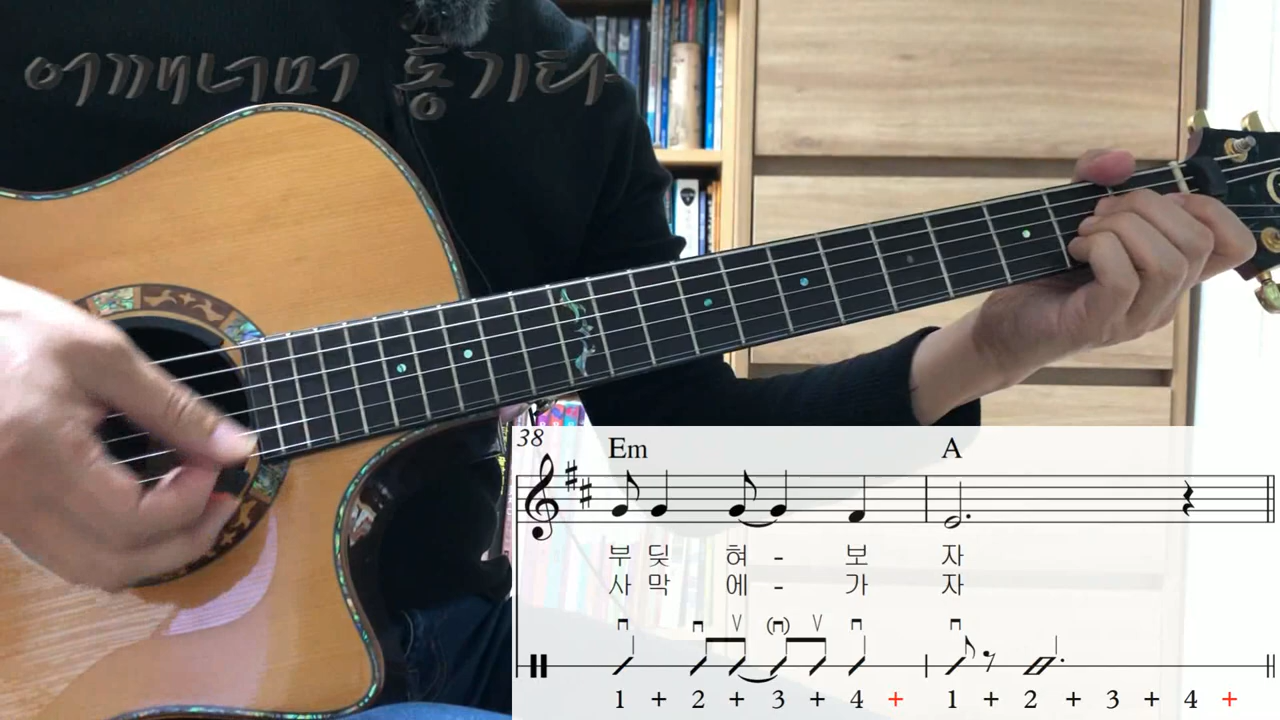 어깨너머 통기타
38 Em A
부 딪 혀 - 보 자
사 막 에 - 가 자
1 + 2 + 3 + 4 + 1 + 2 + 3 + 4 +